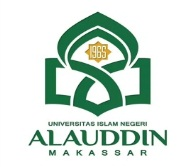 1965
UNIVERSITAS ISLAM NEGERI
ALAUDDIN
MAKASSAR